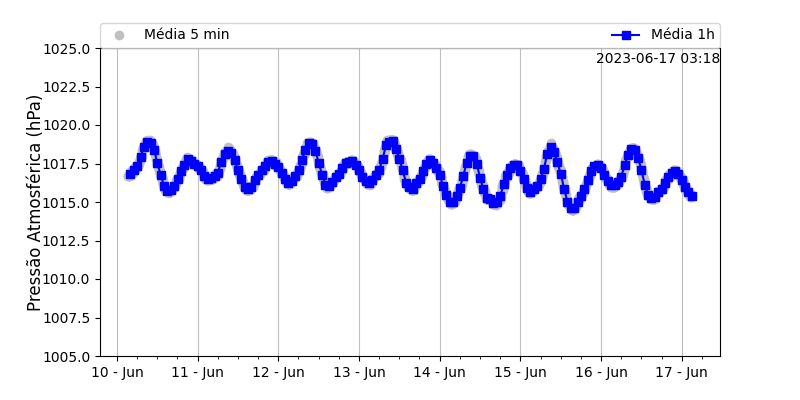 Média 5 min
Média 1h
2023-06-17 03:18
Pressão Atmosférica (hPa)
1025.0
1022.5
1020.0
1017.5
1015.0
1012.5
1010.0
1007.5
1005.0
10 - Jun
11 - Jun
12 - Jun
13 - Jun
14 - Jun
15 - Jun
16 - Jun
17 - Jun